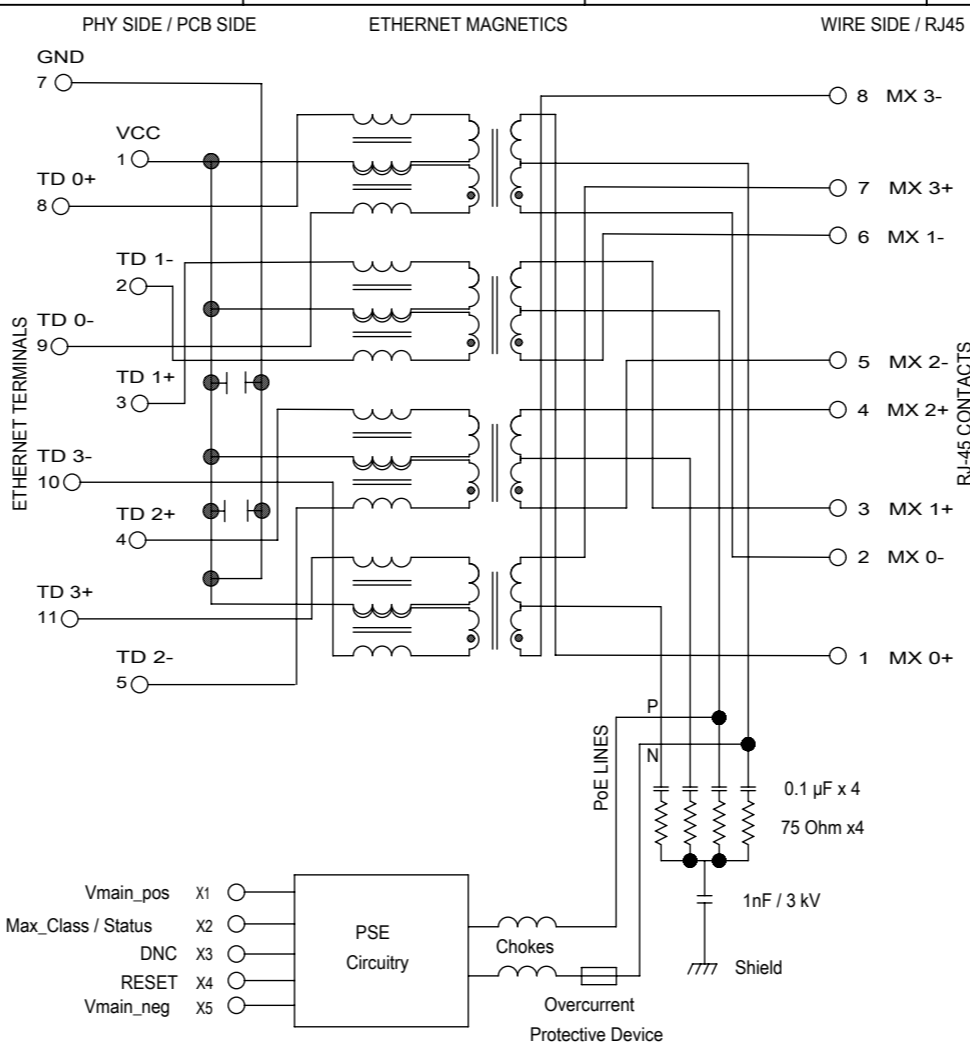 PHY SIDE / PCB SIDE
ETHERNET MAGNETICS
WIRE SIDE / RJ45
GND
7
VCC
1
TD 0+
8
TD 1-
2
TD 0-
9
TD 1+
3
TD 3-
10
TD 2+
4
TD 3+
11
TD 2-
5
ETHERNET TERMINALS
8 MX 3-
7 MX 3+
6 MX 1-
5 MX 2-
4 MX 2+
3 MX 1+
2 MX 0-
1 MX 0+
RJ-45 CONTACTS
P
N
PoE LINES
0.1 µF x 4
75 Ohm x4
1nF / 3 kV
Shield
Vmain_pos X1
Max_Class / Status X2
DNC X3
RESET X4
Vmain_neg X5
PSE
Circuitry
Chokes
Overcurrent
Protective Device